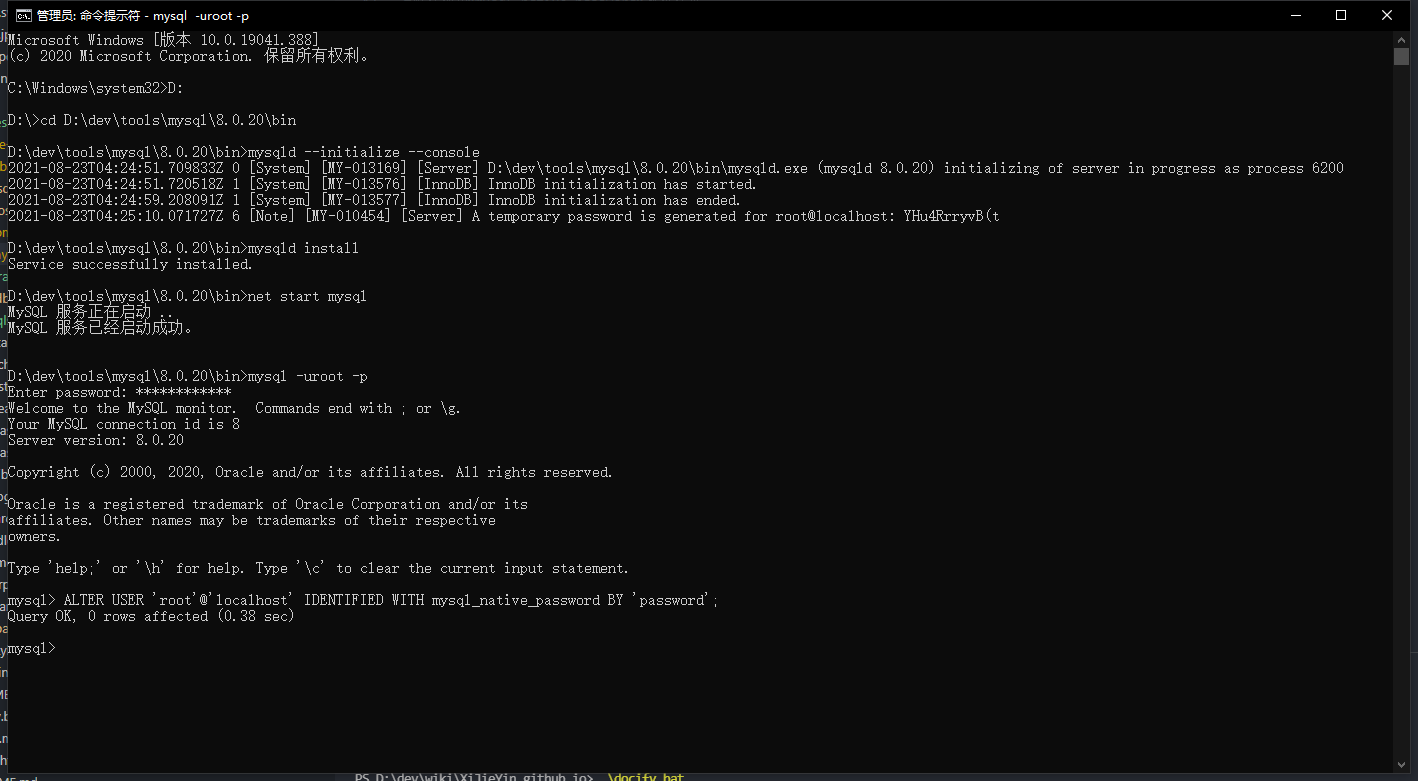 管理员: 命令提示符 - mysql  -uroot -p
Microsoft Windows [版本 10.0.19041.388]
(c) 2020 Microsoft Corporation. 保留所有权利。
C:\Windows\system32>D:
D:\>cd D:\dev\tools\mysql\8.0.20\bin
D:\dev\tools\mysql\8.0.20\bin>mysqld --initialize --console
2021-08-23T04:24:51.709833Z 0 [System] [MY-013169] [Server] D:\dev\tools\mysql\8.0.20\bin\mysqld.exe (mysqld 8.0.20) initializing of server in progress as process 6200
2021-08-23T04:24:51.720518Z 1 [System] [MY-013576] [InnoDB] InnoDB initialization has started.
2021-08-23T04:24:59.208091Z 1 [System] [MY-013577] [InnoDB] InnoDB initialization has ended.
2021-08-23T04:25:10.071727Z 6 [Note] [MY-010454] [Server] A temporary password is generated for root@localhost: YHu4RrryvB(t
D:\dev\tools\mysql\8.0.20\bin>mysqld install
Service successfully installed.
D:\dev\tools\mysql\8.0.20\bin>net start mysql
MySQL 服务正在启动 ..
MySQL 服务已经启动成功。
D:\dev\tools\mysql\8.0.20\bin>mysql -uroot -p
Enter password: ************
Welcome to the MySQL monitor.  Commands end with ; or \g.
Your MySQL connection id is 8
Server version: 8.0.20
Copyright (c) 2000, 2020, Oracle and/or its affiliates. All rights reserved.
Oracle is a registered trademark of Oracle Corporation and/or its
affiliates. Other names may be trademarks of their respective
owners.
Type 'help;' or '\h' for help. Type '\c' to clear the current input statement.
mysql> ALTER USER 'root'@'localhost' IDENTIFIED WITH mysql_native_password BY 'password';
Query OK, 0 rows affected (0.38 sec)
mysql>
PS D:\dev\wiki\XiJieYin.github.io> .\docify.bat